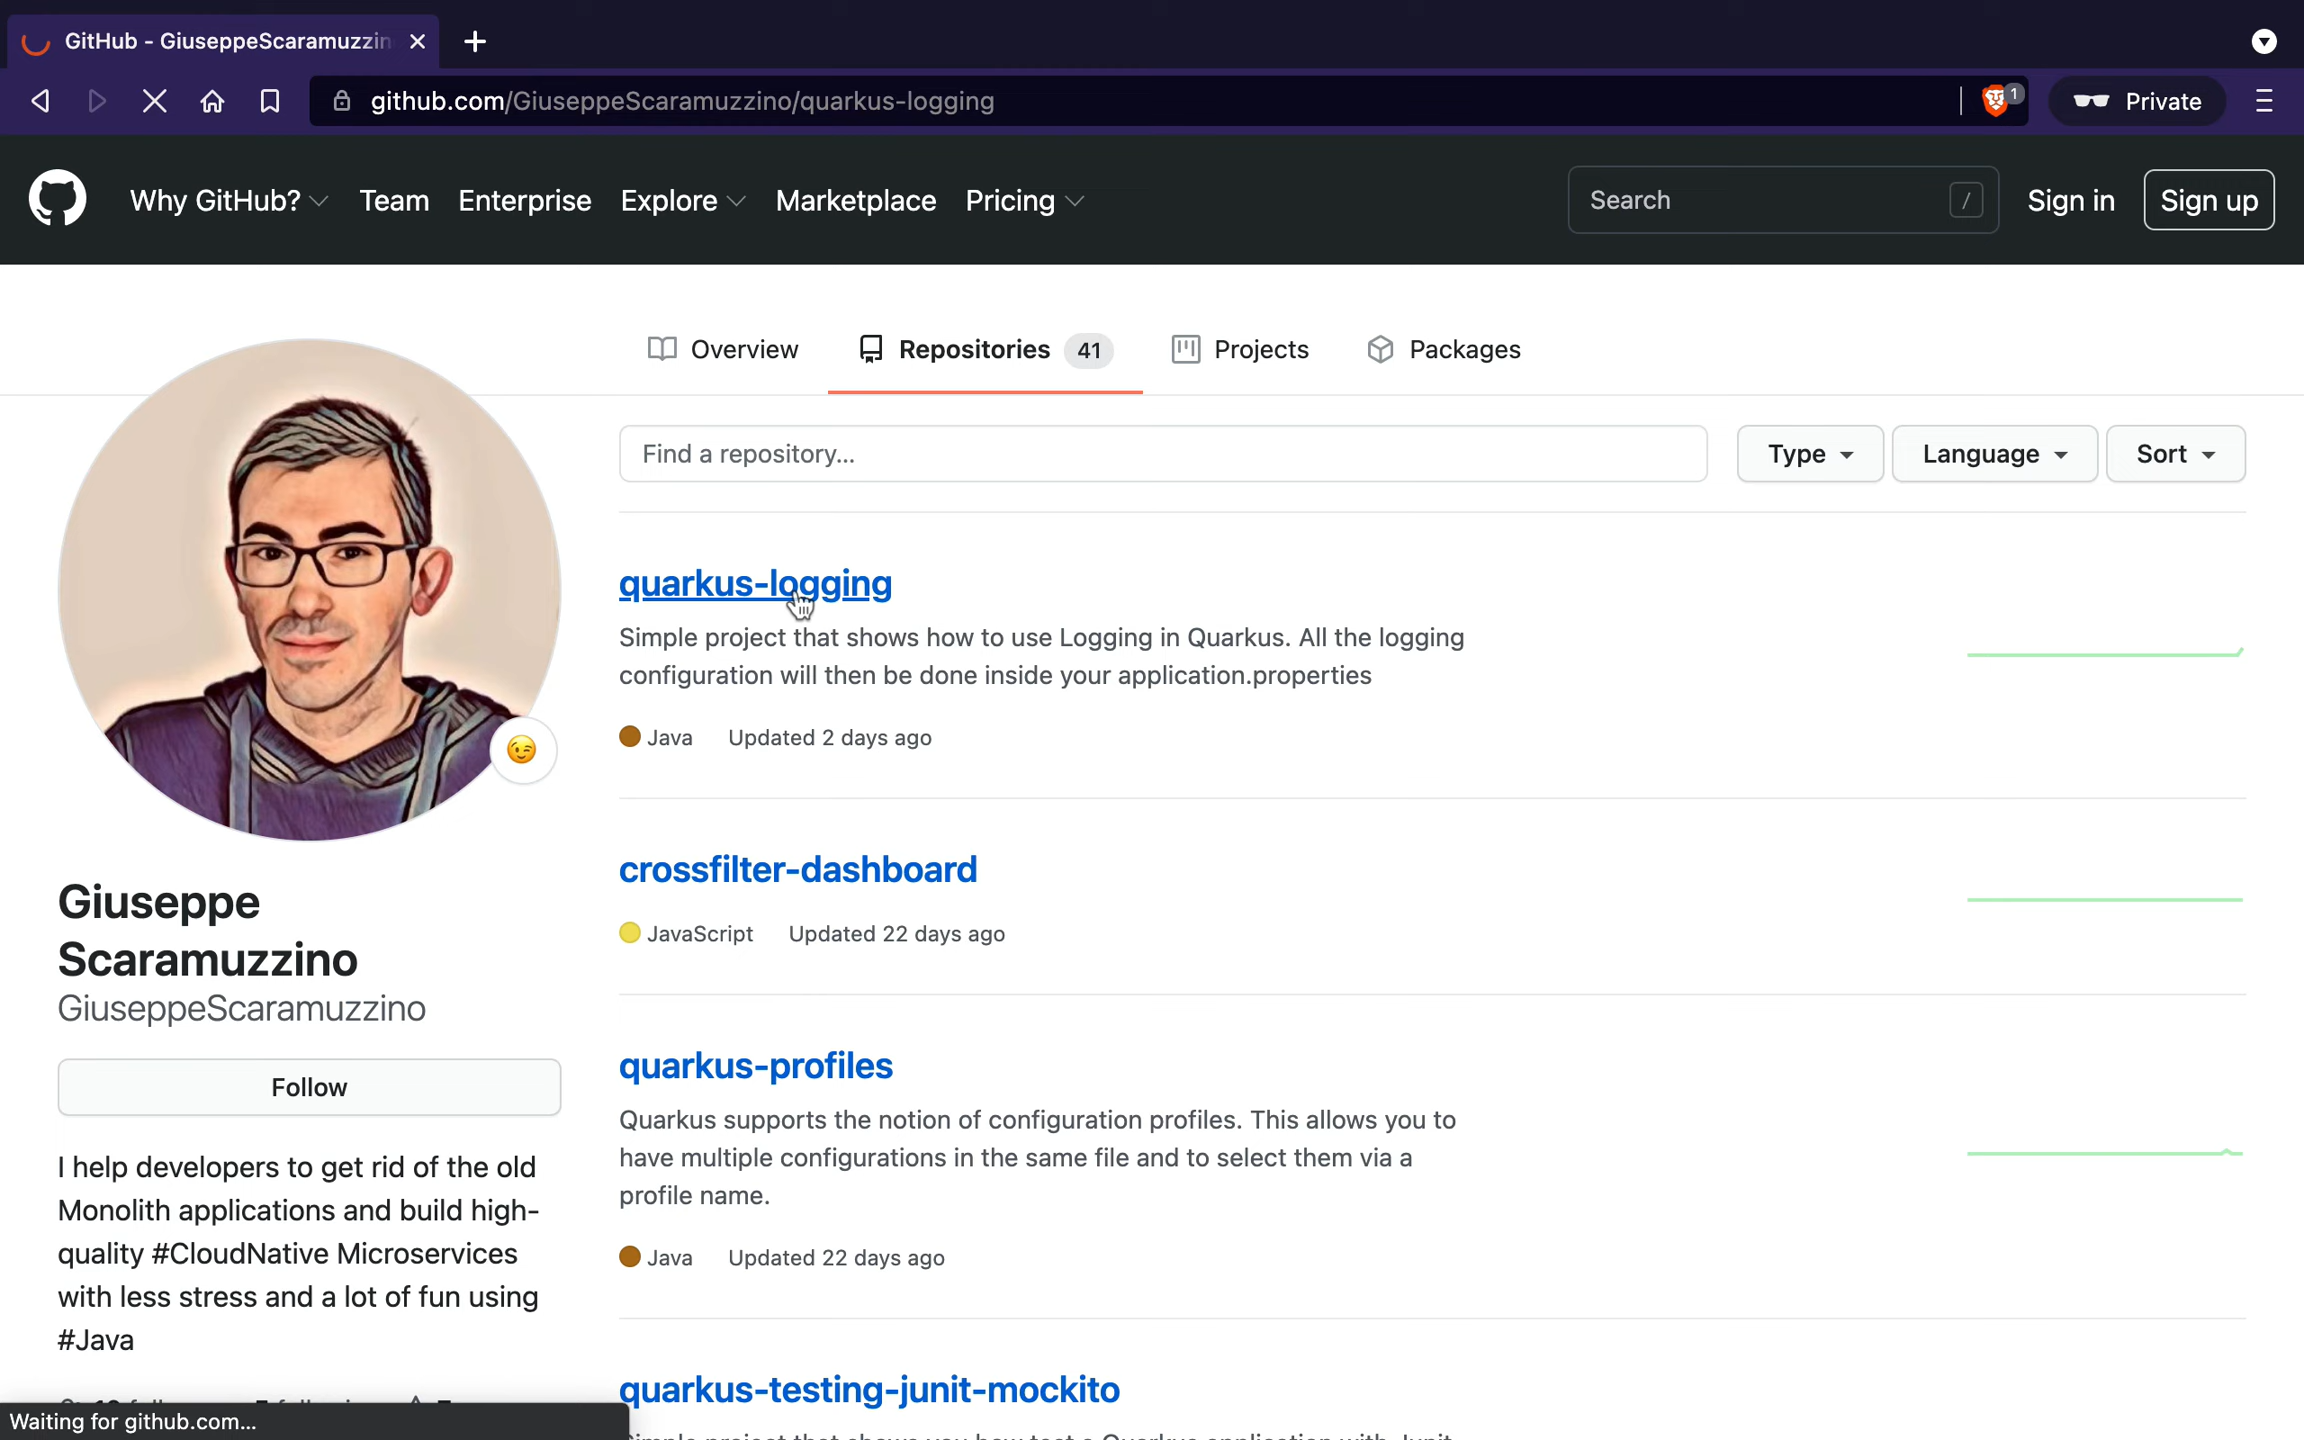 GitHub - GiuseppeScaramuzzin
github.com/GiuseppeScaramuzzino/quarkus-logging
1
Private
Why GitHub?
Team
Enterprise
Explore
Marketplace
Pricing
Search
/
Sign in
Sign up
Overview
Repositories 41
Projects
Packages
Find a repository...
Type
Language
Sort
quarkus-logging
Simple project that shows how to use Logging in Quarkus. All the logging
configuration will then be done inside your application.properties
Java Updated 2 days ago
crossfilter-dashboard
JavaScript Updated 22 days ago
quarkus-profiles
Quarkus supports the notion of configuration profiles. This allows you to
have multiple configurations in the same file and to select them via a
profile name.
Java Updated 22 days ago
quarkus-testing-junit-mockito
Giuseppe
Scaramuzzino
GiuseppeScaramuzzino
Follow
I help developers to get rid of the old
Monolith applications and build high-
quality #CloudNative Microservices
with less stress and a lot of fun using
#Java
Waiting for github.com...